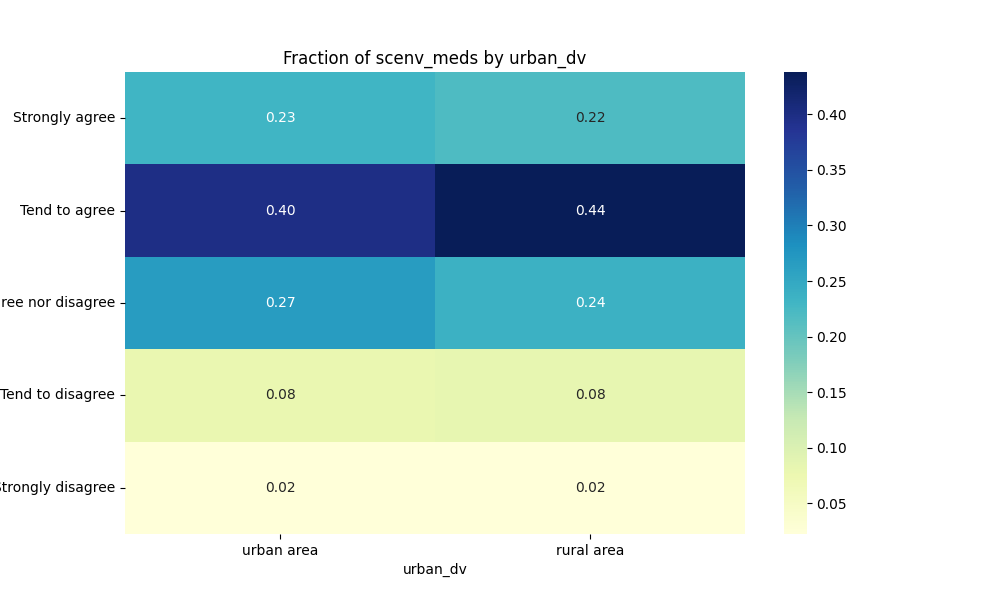 Fraction of scenv_meds by urban_dv
Strongly agree 0.23 0.22
Tend to agree 0.40 0.44
ree nor disagree 0.27 0.24
Tend to disagree 0.08 0.08
Strongly disagree 0.02 0.02
urban area rural area
urban_dv
0.40
0.35
0.30
0.25
0.20
0.15
0.10
0.05